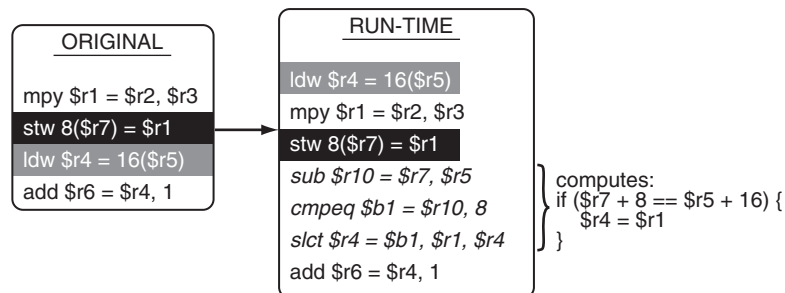 ORIGINAL
mpy $r1 = $r2, $r3
stw 8($r7) = $r1
ldw $r4 = 16($r5)
add $r6 = $r4, 1
RUN-TIME
ldw $r4 = 16($r5)
mpy $r1 = $r2, $r3
stw 8($r7) = $r1
sub $r10 = $r7, $r5
cmpeq $b1 = $r10, 8
slct $r4 = $b1, $r1, $r4
add $r6 = $r4, 1
computes:
if ($r7 + 8 == $r5 + 16) {
$r4 = $r1
}